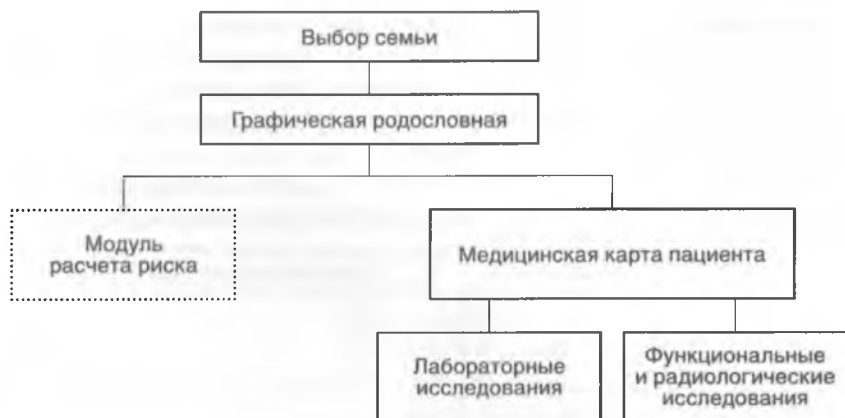 Выбор семьи
Графическая родословная
Модуль
расчета риска
Медицинская карта пациента
Лабораторные
исследования
Функциональные
и радиологические
исследования